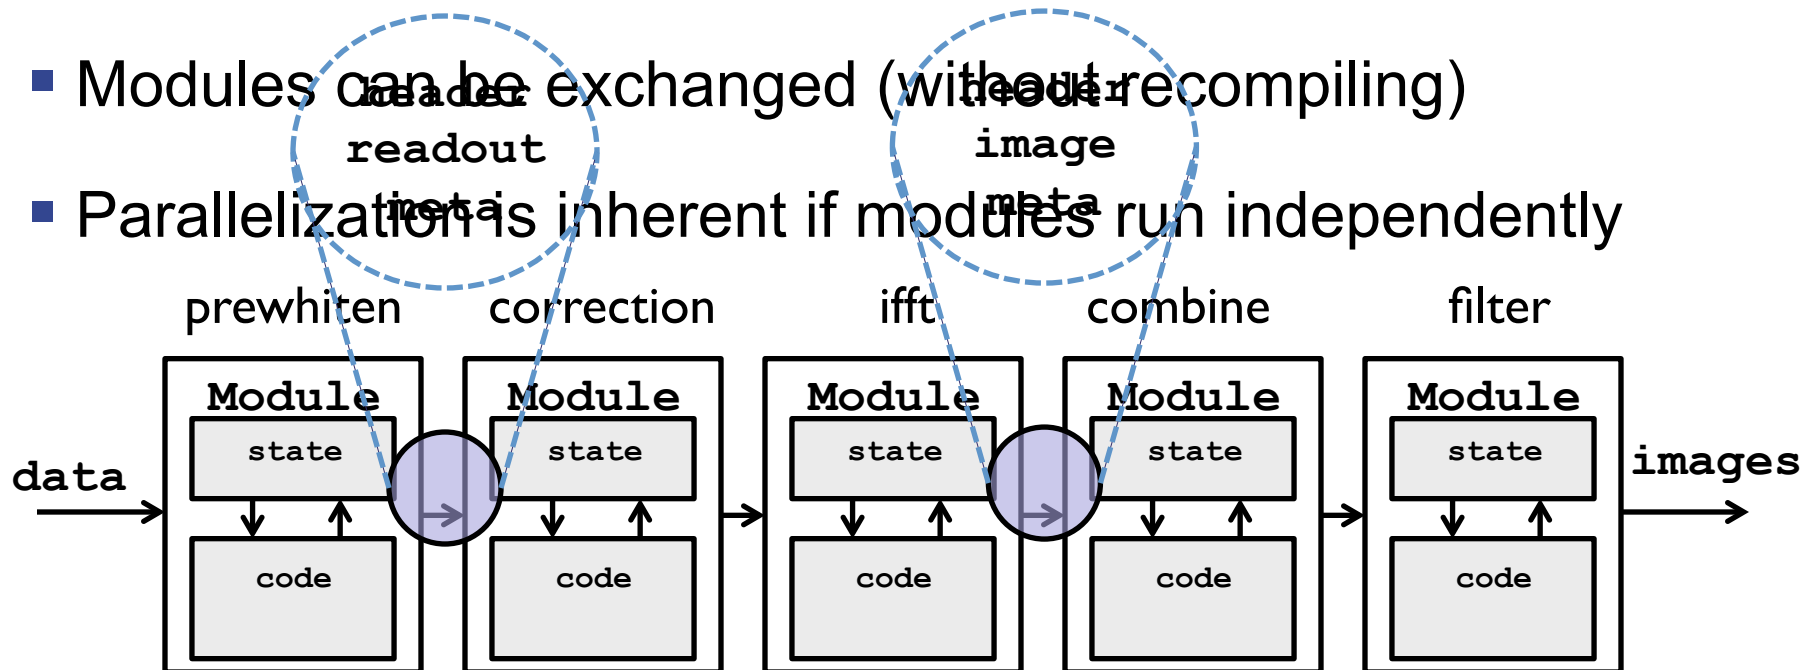 Modules can be exchanged (without recompiling)
header
header
readout
image
Parallelization is inherent if modules run independently
meta
meta
prewhiten correction ifft combine filter
Module Module Module Module Module
state state state state state
data
images
code code code code code